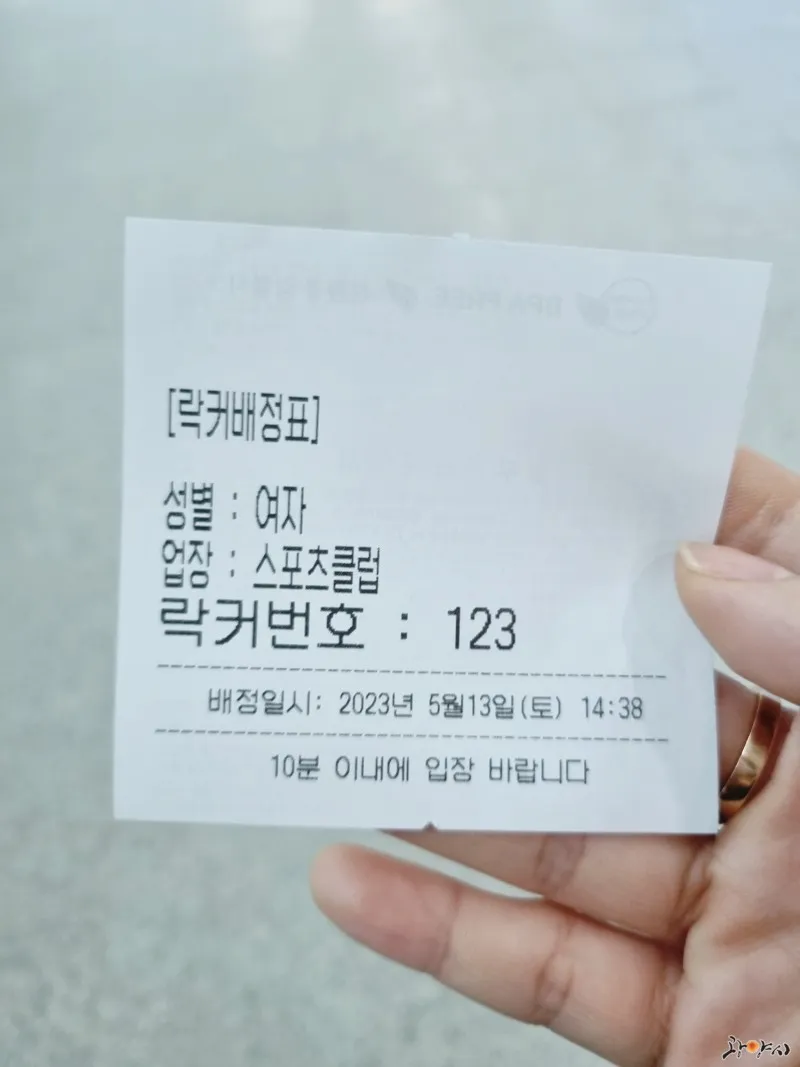 [락커배정표]
성별 : 여자
업장 : 스포츠클럽
락커번호 : 123
배정일시: 2023년 5월13일(토) 14:38
10분 이내에 입장 바랍니다